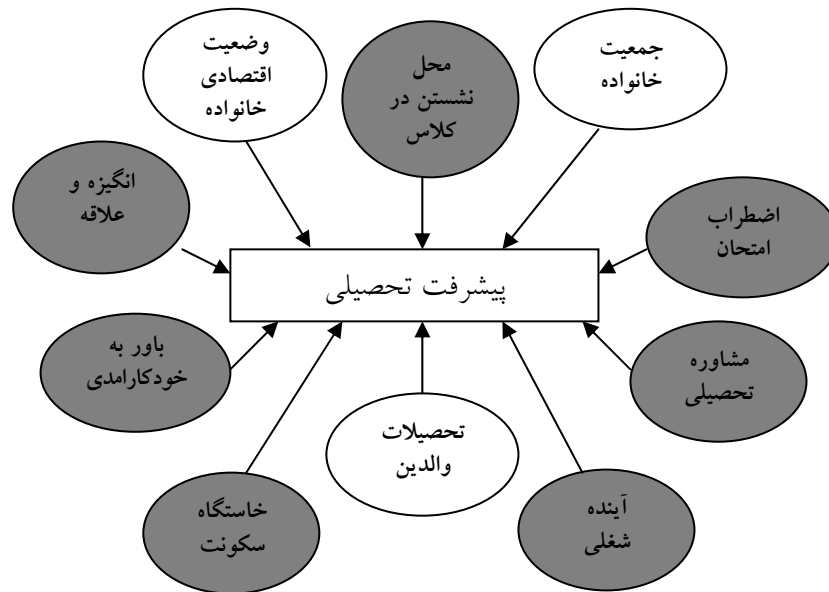 جمعیت
خانواده
محل
نشستن در
کلاس
وضعیت
اقتصادی
خانواده
اضطراب
امتحان
انگیزه و
علاقه
پیشرفت تحصیلی
مشاوره
تحصیلی
باور به
خودکارامدی
تحصیلات
والدین
آینده
شغلی
خاستگاه
سکونت